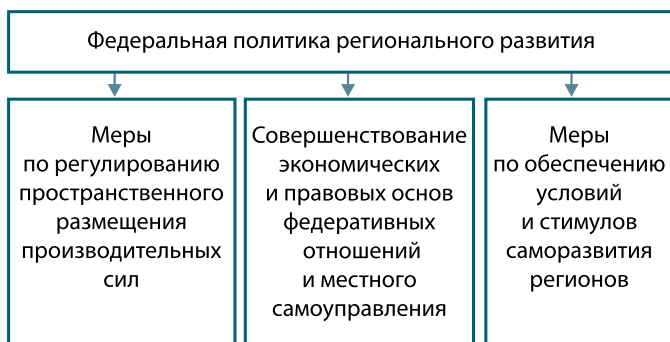 Федеральная политика регионального развития
Меры
по регулированию
пространственного
размещения
производительных
сил
Совершенствование
экономических
и правовых основ
федеративных
отношений
и местного
самоуправления
Меры
по обеспечению
условий
и стимулов
саморазвития
регионов